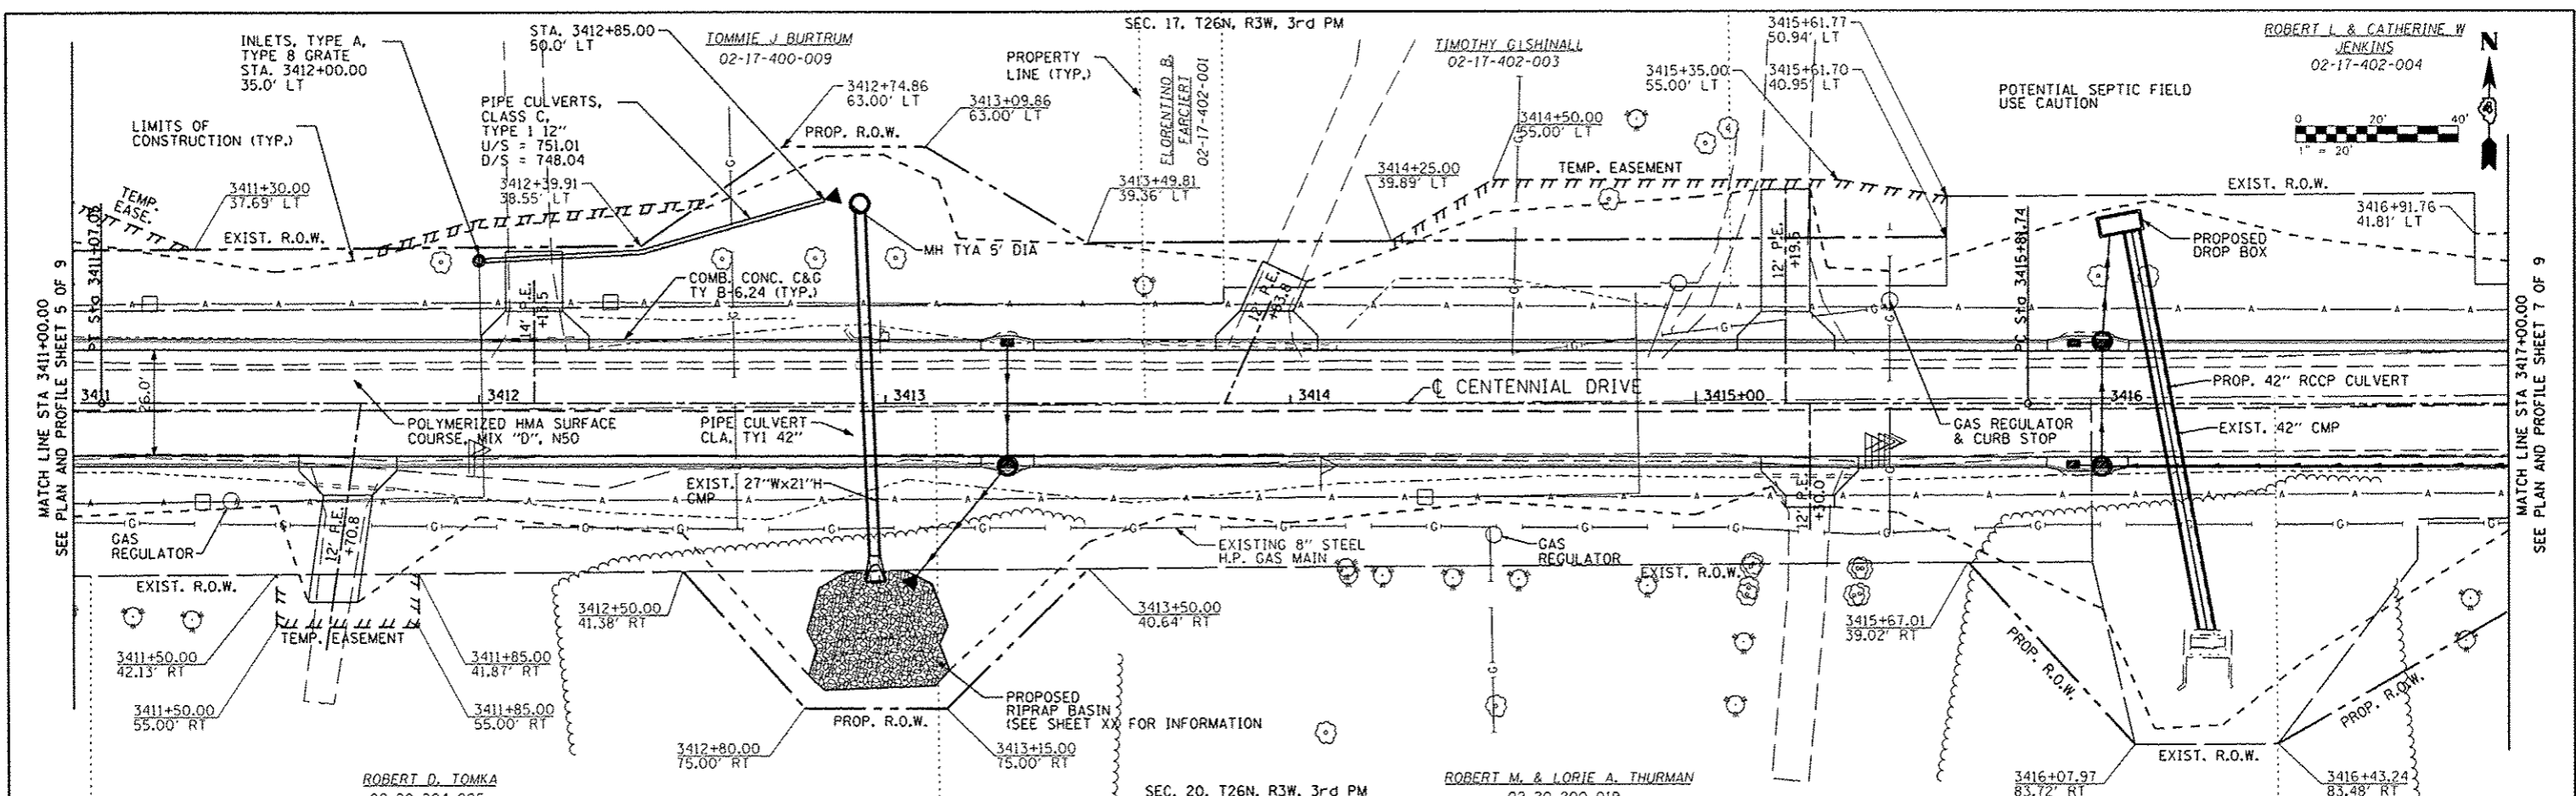 SEC. 17, T26N, R3W, 3rd PM
INLETS, TYPE A,
TYPE 8 GRATE
STA. 3412+00.00
35.0' LT
STA. 3412+85.00
50.0' LT
TOMMIE J BURTRUM
02-17-400-009
PROPERTY
LINE (TYP.)
FLORENTINO B.
FARCIERT
02-17-402-001
TIMOTHY GISHINALL
02-17-402-003
3415+61.77
50.94' LT
3415+35.00
55.00' LT
3415+61.70
40.95' LT
ROBERT L & CATHERINE W
JENKINS
02-17-402-004
N
POTENTIAL SEPTIC FIELD
USE CAUTION
0 20' 40'
1" = 20'
LIMITS OF
CONSTRUCTION (TYP.)
PIPE CULVERTS,
CLASS C,
TYPE 1 12"
U/S = 751.01
D/S = 748.04
3412+74.86
63.00' LT
3413+09.86
63.00' LT
PROP. R.O.W.
3414+50.00
55.00' LT
TEMP. EASEMENT
TEMP.
EASE.
3411+30.00
37.69' LT
3412+39.91
38.55' LT
3413+49.81
39.36' LT
3414+25.00
39.89' LT
EXIST. R.O.W.
3416+91.76
41.81' LT
EXIST. R.O.W.
MH TYA 5' DIA
COMB. CONC. C&G
TY B-6.24 (TYP.)
PROPOSED
DROP BOX
PT Sta 3411+07.05
PC Sta 3415+81.74
14' P.E.
+13.5
12' P.E.
+83.8
12' P.E.
+19.5
MATCH LINE STA 3411+00.00
SEE PLAN AND PROFILE SHEET 5 OF 9
MATCH LINE STA 3417+00.00
SEE PLAN AND PROFILE SHEET 7 OF 9
26.0'
3411
3412
3413
3414
℄ CENTENNIAL DRIVE
3415+00
3416
PROP. 42" RCCP CULVERT
EXIST. 42" CMP
POLYMERIZED HMA SURFACE
COURSE, MIX "D", N50
PIPE CULVERT
CLA, TY1 42"
GAS REGULATOR
& CURB STOP
EXIST. 27"Wx21"H
CMP
12' P.E.
+70.8
12' P.E.
+30.0
GAS
REGULATOR
EXISTING 8" STEEL
H.P. GAS MAIN
GAS
REGULATOR
EXIST. R.O.W.
EXIST. R.O.W.
TEMP. EASEMENT
3411+50.00
42.13' RT
3411+85.00
41.87' RT
3412+50.00
41.38' RT
3413+50.00
40.64' RT
3415+67.01
39.02' RT
3411+50.00
55.00' RT
3411+85.00
55.00' RT
PROPOSED
RIPRAP BASIN
(SEE SHEET XX FOR INFORMATION
PROP. R.O.W.
3412+80.00
75.00' RT
3413+15.00
75.00' RT
PROP. R.O.W.
PROP. R.O.W.
EXIST. R.O.W.
3416+07.97
83.72' RT
3416+43.24
83.48' RT
ROBERT D. TOMKA
SEC. 20, T26N, R3W, 3rd PM
ROBERT M. & LORIE A. THURMAN